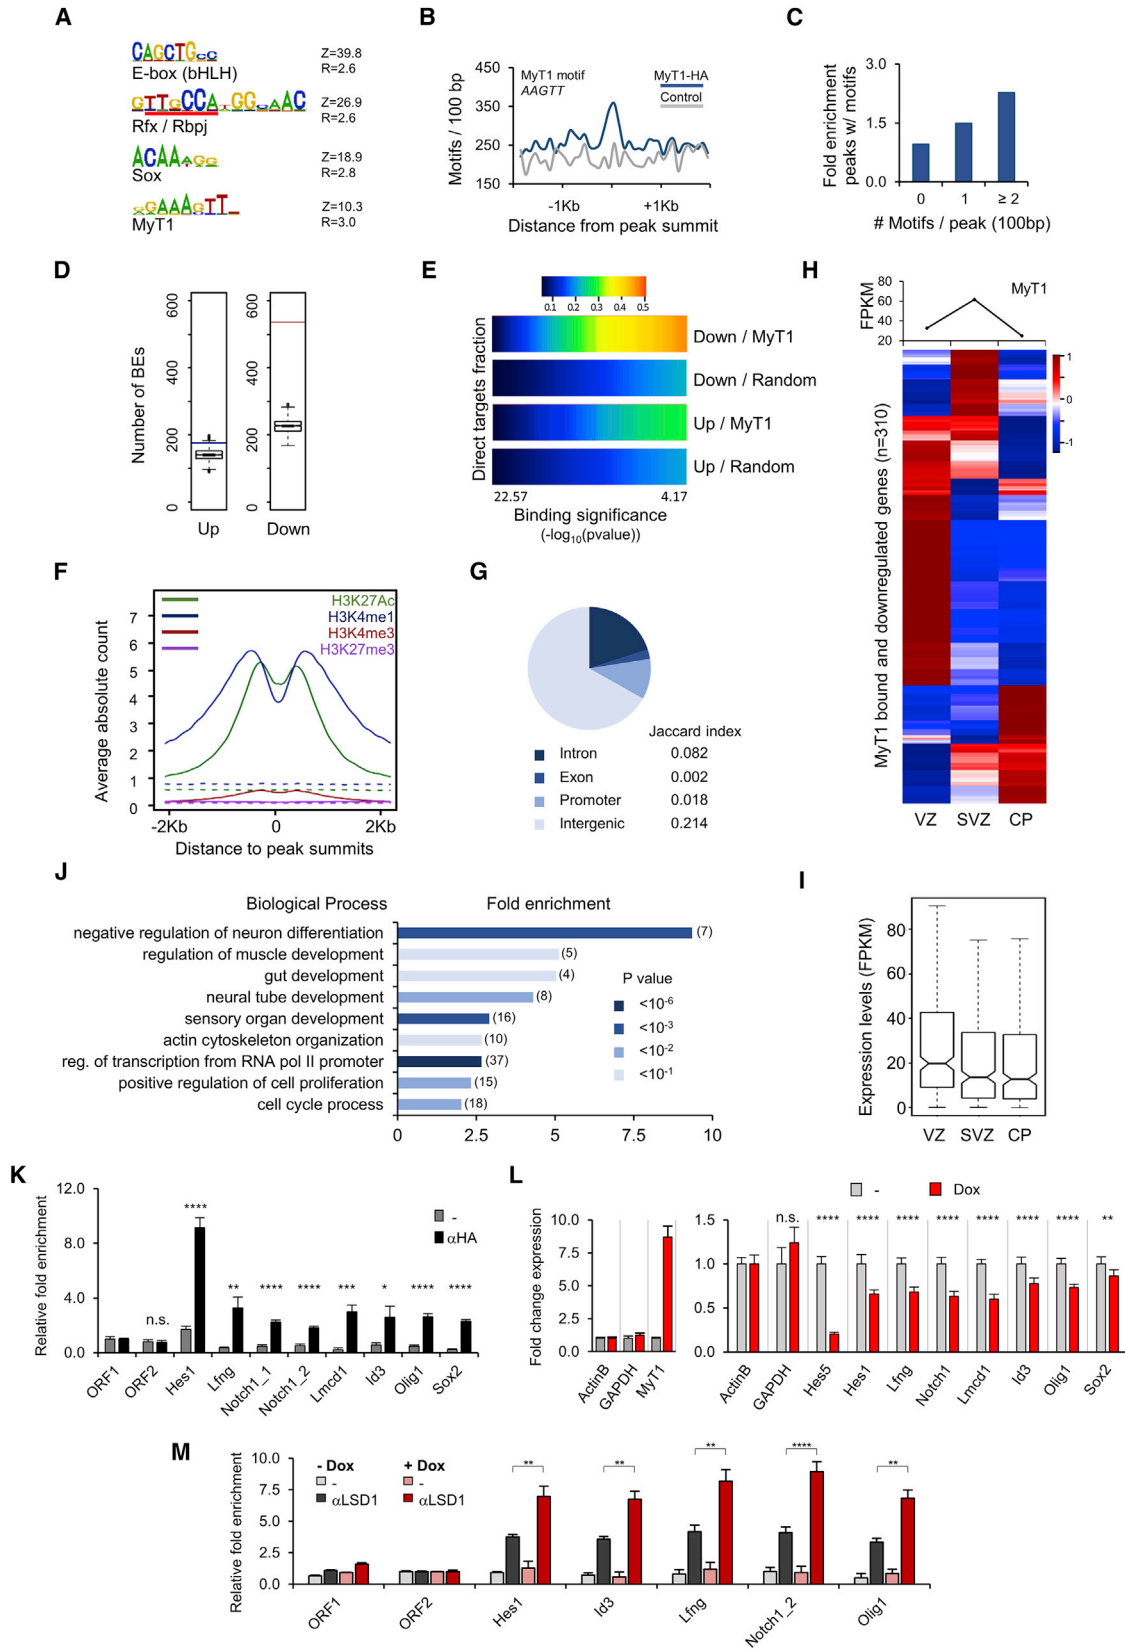 A
CAGCTG
E-box (bHLH)
Z=39.8
R=2.6
Rfx / Rbpj
Z=26.9
R=2.6
ACAA
Sox
Z=18.9
R=2.8
MyT1
Z=10.3
R=3.0
B
MyT1 motif
AAGTT
MyT1-HA
Control
450
350
250
150
Motifs / 100 bp
-1Kb
+1Kb
Distance from peak summit
C
3.0
1.5
0.0
Fold enrichment
peaks w/ motifs
0
1
≥ 2
# Motifs / peak (100bp)
D
Number of BEs
600
400
200
0
600
400
200
0
Up
Down
E
0.1
0.2
0.3
0.4
0.5
Direct targets fraction
Down / MyT1
Down / Random
Up / MyT1
Up / Random
22.57
4.17
Binding significance
(-log10(pvalue))
H
80
60
40
20
FPKM
MyT1
1
0
-1
MyT1 bound and downregulated genes (n=310)
VZ
SVZ
CP
F
H3K27Ac
H3K4me1
H3K4me3
H3K27me3
Average absolute count
7
6
5
4
3
2
1
0
-2Kb
0
2Kb
Distance to peak summits
G
Jaccard index
Intron
0.082
Exon
0.002
Promoter
0.018
Intergenic
0.214
J
Biological Process
Fold enrichment
negative regulation of neuron differentiation
(7)
regulation of muscle development
(5)
gut development
(4)
neural tube development
(8)
sensory organ development
(16)
actin cytoskeleton organization
(10)
reg. of transcription from RNA pol II promoter
(37)
positive regulation of cell proliferation
(15)
cell cycle process
(18)
P value
<10-6
<10-3
<10-2
<10-1
0
2.5
5
7.5
10
I
Expression levels (FPKM)
80
60
40
20
0
VZ
SVZ
CP
K
Relative fold enrichment
12.0
8.0
4.0
0.0
-
αHA
n.s.
****
**
****
****
***
*
****
****
ORF1
ORF2
Hes1
Lfng
Notch1_1
Notch1_2
Lmcd1
Id3
Olig1
Sox2
L
-
Dox
Fold change expression
10.0
7.5
5.0
2.5
0.0
ActinB
GAPDH
MyT1
1.5
1.0
0.5
0.0
n.s.
****
****
****
****
****
****
****
**
ActinB
GAPDH
Hes5
Hes1
Lfng
Notch1
Lmcd1
Id3
Olig1
Sox2
M
Relative fold enrichment
10.0
7.5
5.0
2.5
0.0
- Dox
-
αLSD1
+ Dox
-
αLSD1
**
**
**
****
**
ORF1
ORF2
Hes1
Id3
Lfng
Notch1_2
Olig1